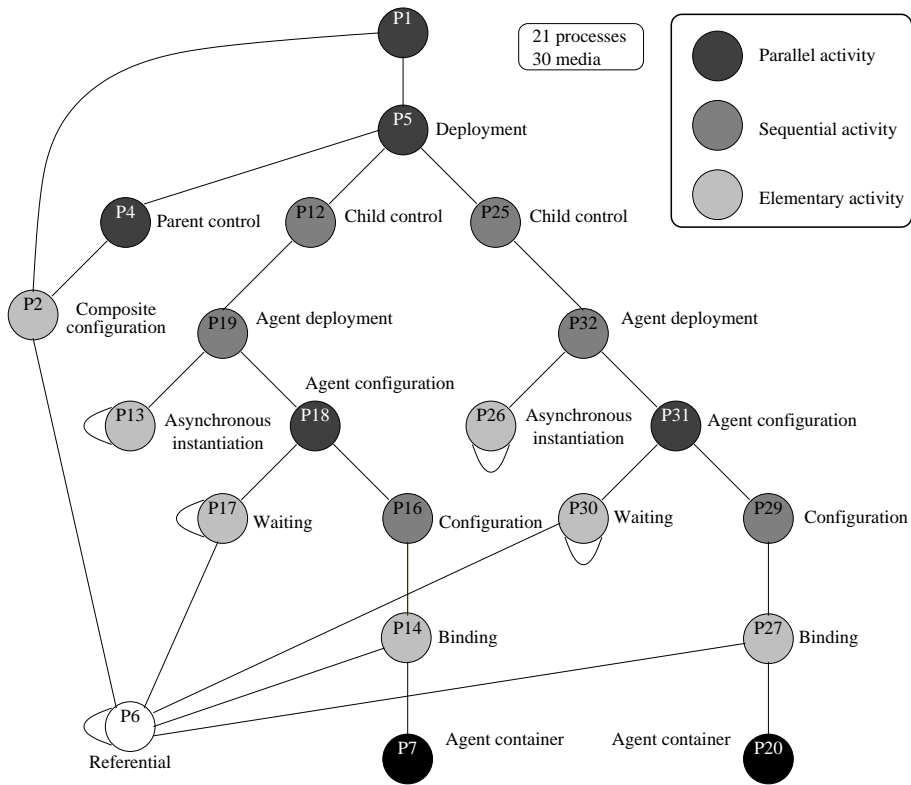 P1
21 processes
30 media
Parallel activity
P5
Deployment
Sequential activity
P4
Parent control
P12
Child control
P25
Child control
Elementary activity
P2
Composite
configuration
P19
Agent deployment
P32
Agent deployment
Agent configuration
P13
Asynchronous
instantiation
P18
P26
Asynchronous
instantiation
P31
Agent configuration
P17
Waiting
P16
Configuration
P30
Waiting
P29
Configuration
P14
Binding
P27
Binding
P6
Referential
P7
Agent container
Agent container
P20